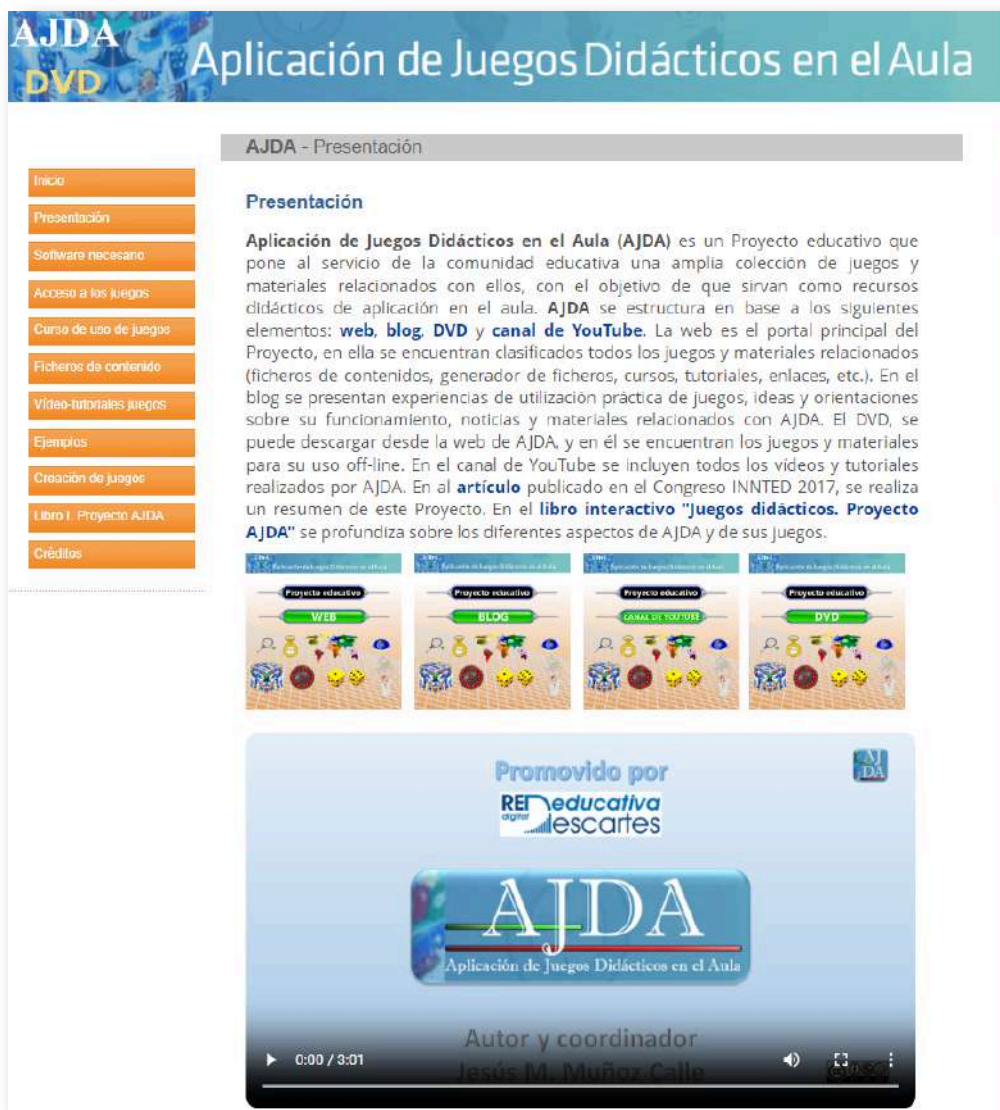 AJDA
DVD
Aplicación de Juegos Didácticos en el Aula
AJDA - Presentación
Inicio
Presentación
Software necesario
Acceso a los juegos
Curso de uso de juegos
Ficheros de contenido
Vídeo-tutoriales juegos
Ejemplos
Creación de juegos
Libro I. Proyecto AJDA
Créditos
Presentación
Aplicación de Juegos Didácticos en el Aula (AJDA) es un Proyecto educativo que
pone al servicio de la comunidad educativa una amplia colección de juegos y
materiales relacionados con ellos, con el objetivo de que sirvan como recursos
didácticos de aplicación en el aula. AJDA se estructura en base a los siguientes
elementos: web, blog, DVD y canal de YouTube. La web es el portal principal del
Proyecto, en ella se encuentran clasificados todos los juegos y materiales relacionados
(ficheros de contenidos, generador de ficheros, cursos, tutoriales, enlaces, etc.). En el
blog se presentan experiencias de utilización práctica de juegos, ideas y orientaciones
sobre su funcionamiento, noticias y materiales relacionados con AJDA. El DVD, se
puede descargar desde la web de AJDA, y en él se encuentran los juegos y materiales
para su uso off-line. En el canal de YouTube se incluyen todos los vídeos y tutoriales
realizados por AJDA. En al artículo publicado en el Congreso INNTED 2017, se realiza
un resumen de este Proyecto. En el libro interactivo "Juegos didácticos. Proyecto
AJDA" se profundiza sobre los diferentes aspectos de AJDA y de sus juegos.
Proyecto educativo
WEB
Proyecto educativo
BLOG
Proyecto educativo
CANAL DE YOUTUBE
Proyecto educativo
DVD
Promovido por
AJDA
RED educativa
digital Descartes
AJDA
Aplicación de Juegos Didácticos en el Aula
Autor y coordinador
Jesús M. Muñoz Calle
0:00 / 3:01